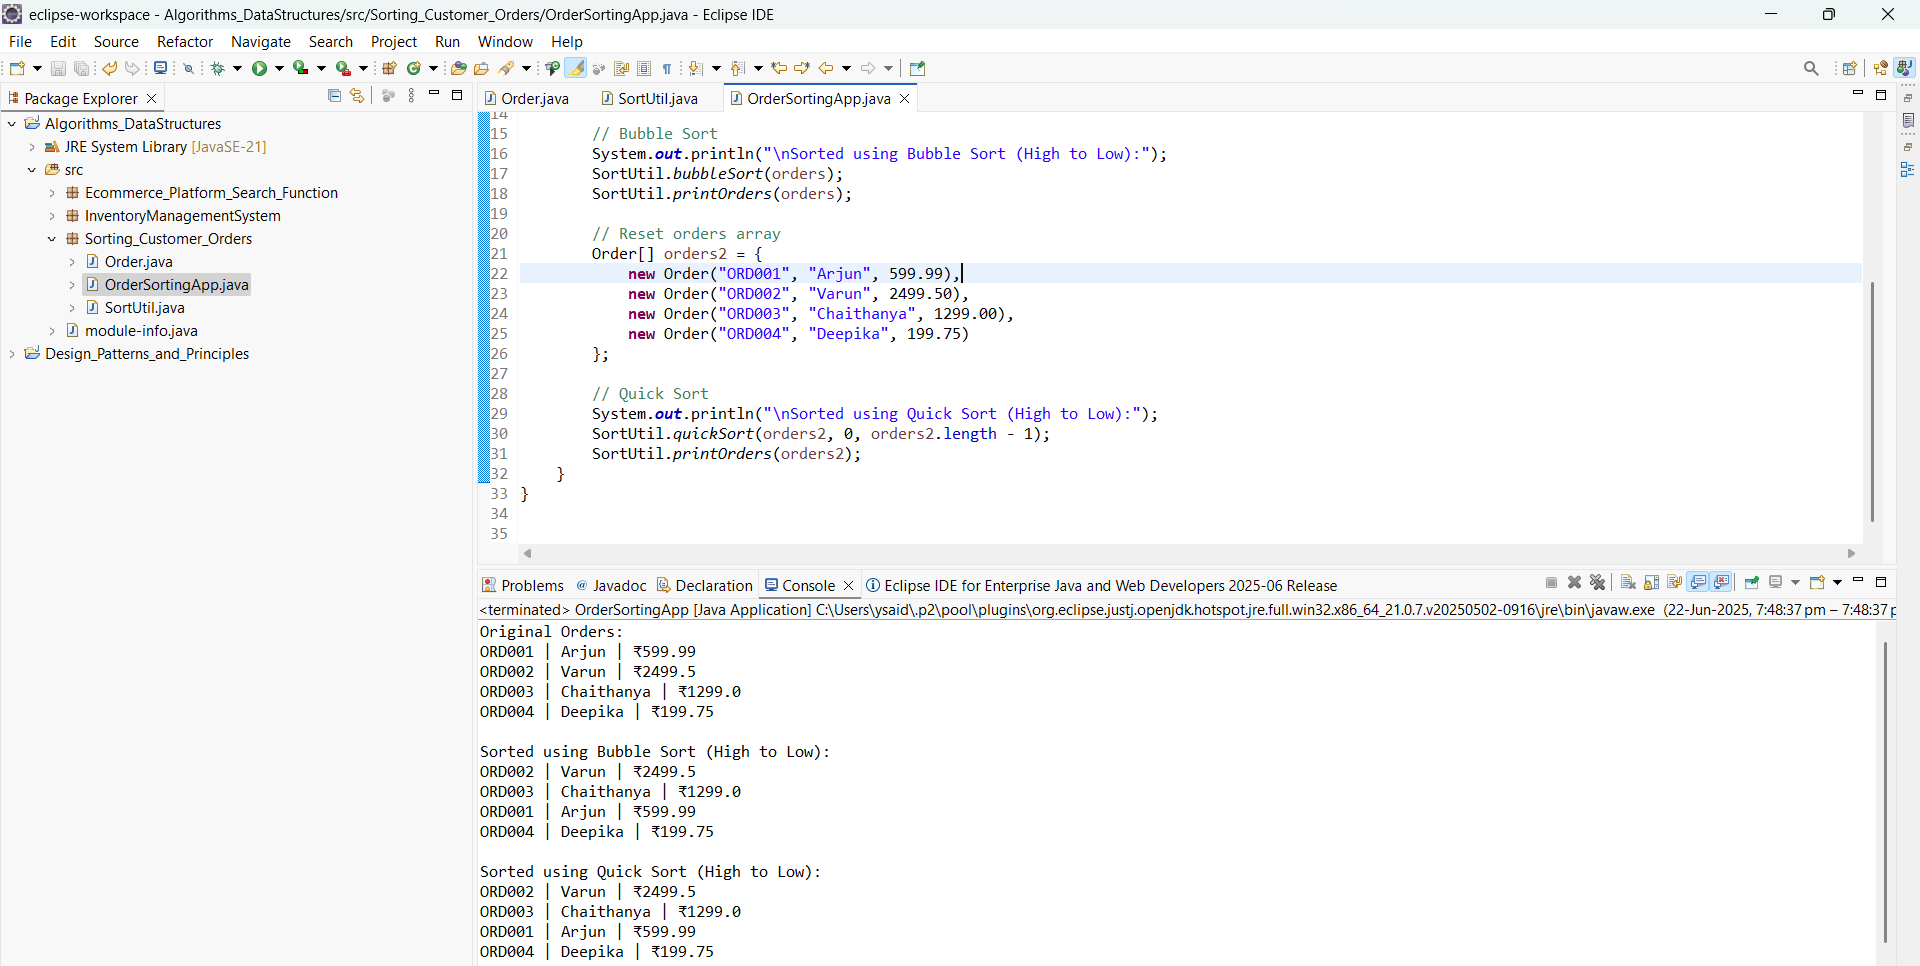 eclipse-workspace - Algorithms_DataStructures/src/Sorting_Customer_Orders/OrderSortingApp.java - Eclipse IDE
File Edit Source Refactor Navigate Search Project Run Window Help
Package Explorer
Algorithms_DataStructures
JRE System Library [JavaSE-21]
src
Ecommerce_Platform_Search_Function
InventoryManagementSystem
Sorting_Customer_Orders
Order.java
OrderSortingApp.java
SortUtil.java
module-info.java
Design_Patterns_and_Principles
Order.java SortUtil.java OrderSortingApp.java
14
15 // Bubble Sort
16 System.out.println("\nSorted using Bubble Sort (High to Low):");
17 SortUtil.bubbleSort(orders);
18 SortUtil.printOrders(orders);
19
20 // Reset orders array
21 Order[] orders2 = {
22 new Order("ORD001", "Arjun", 599.99),
23 new Order("ORD002", "Varun", 2499.50),
24 new Order("ORD003", "Chaithanya", 1299.00),
25 new Order("ORD004", "Deepika", 199.75)
26 };
27
28 // Quick Sort
29 System.out.println("\nSorted using Quick Sort (High to Low):");
30 SortUtil.quickSort(orders2, 0, orders2.length - 1);
31 SortUtil.printOrders(orders2);
32 }
33 }
34
35
Problems @ Javadoc Declaration Console Eclipse IDE for Enterprise Java and Web Developers 2025-06 Release
<terminated> OrderSortingApp [Java Application] C:\Users\ysaid\.p2\pool\plugins\org.eclipse.justj.openjdk.hotspot.jre.full.win32.x86_64_21.0.7.v20250502-0916\jre\bin\javaw.exe (22-Jun-2025, 7:48:37 pm – 7:48:37 p
Original Orders:
ORD001 | Arjun | ₹599.99
ORD002 | Varun | ₹2499.5
ORD003 | Chaithanya | ₹1299.0
ORD004 | Deepika | ₹199.75
Sorted using Bubble Sort (High to Low):
ORD002 | Varun | ₹2499.5
ORD003 | Chaithanya | ₹1299.0
ORD001 | Arjun | ₹599.99
ORD004 | Deepika | ₹199.75
Sorted using Quick Sort (High to Low):
ORD002 | Varun | ₹2499.5
ORD003 | Chaithanya | ₹1299.0
ORD001 | Arjun | ₹599.99
ORD004 | Deepika | ₹199.75